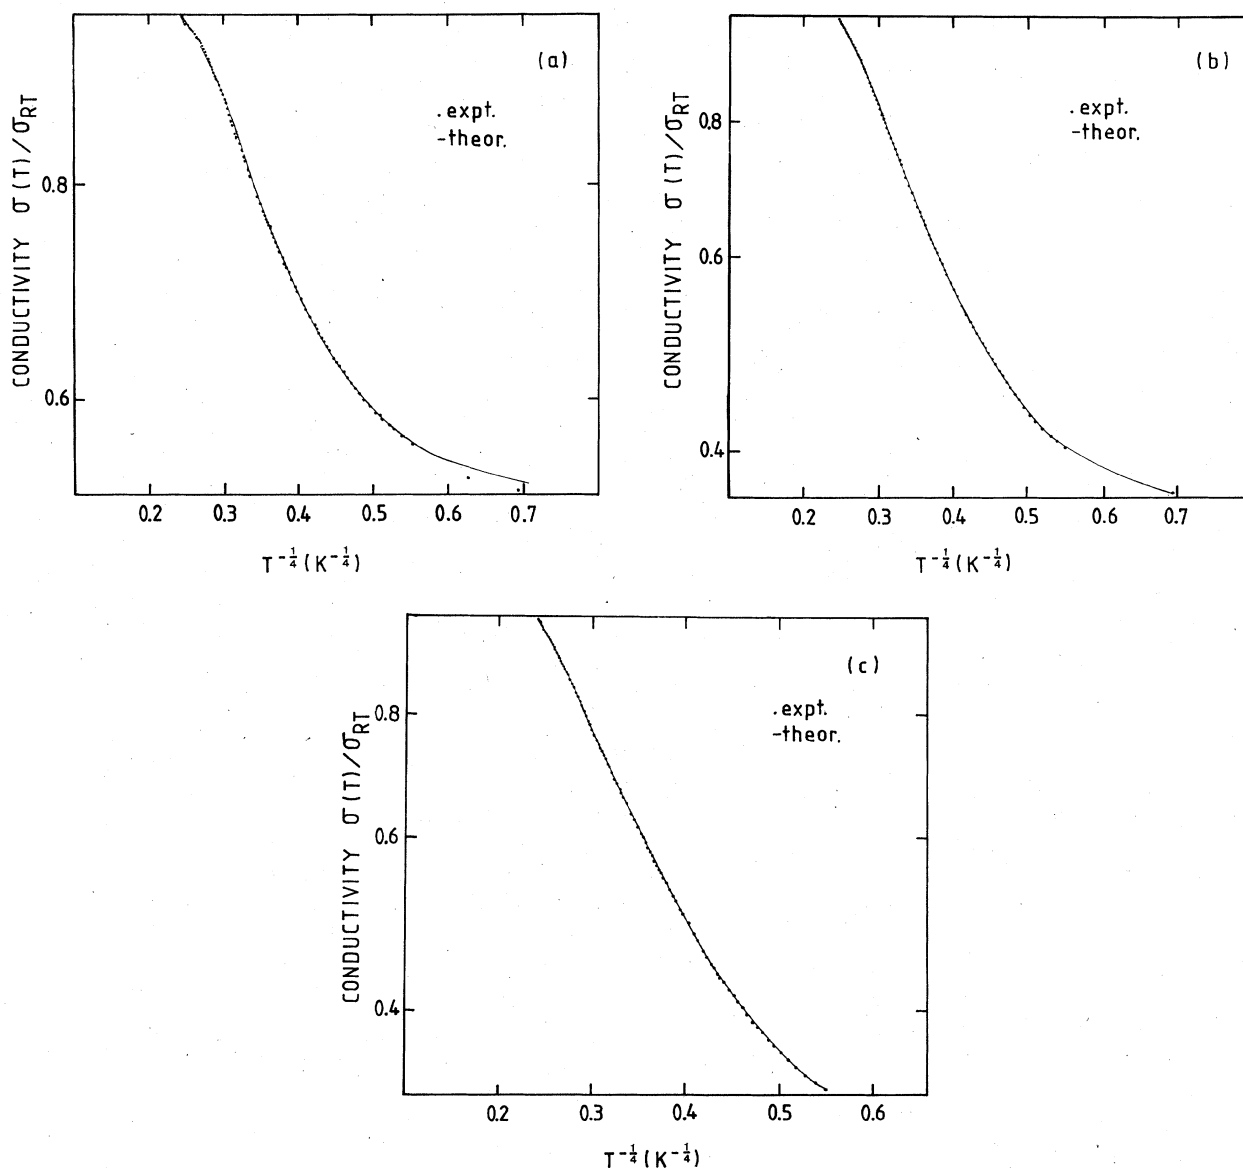 (a)
.expt.
-theor.
CONDUCTIVITY σ(T)/σRT
0.8
0.6
0.2 0.3 0.4 0.5 0.6 0.7
T^-1/4 (K^-1/4)
(b)
.expt.
-theor.
CONDUCTIVITY σ(T)/σRT
0.8
0.6
0.4
0.2 0.3 0.4 0.5 0.6 0.7
T^-1/4 (K^-1/4)
(c)
.expt.
-theor.
CONDUCTIVITY σ(T)/σRT
0.8
0.6
0.4
0.2 0.3 0.4 0.5 0.6
T^-1/4 (K^-1/4)